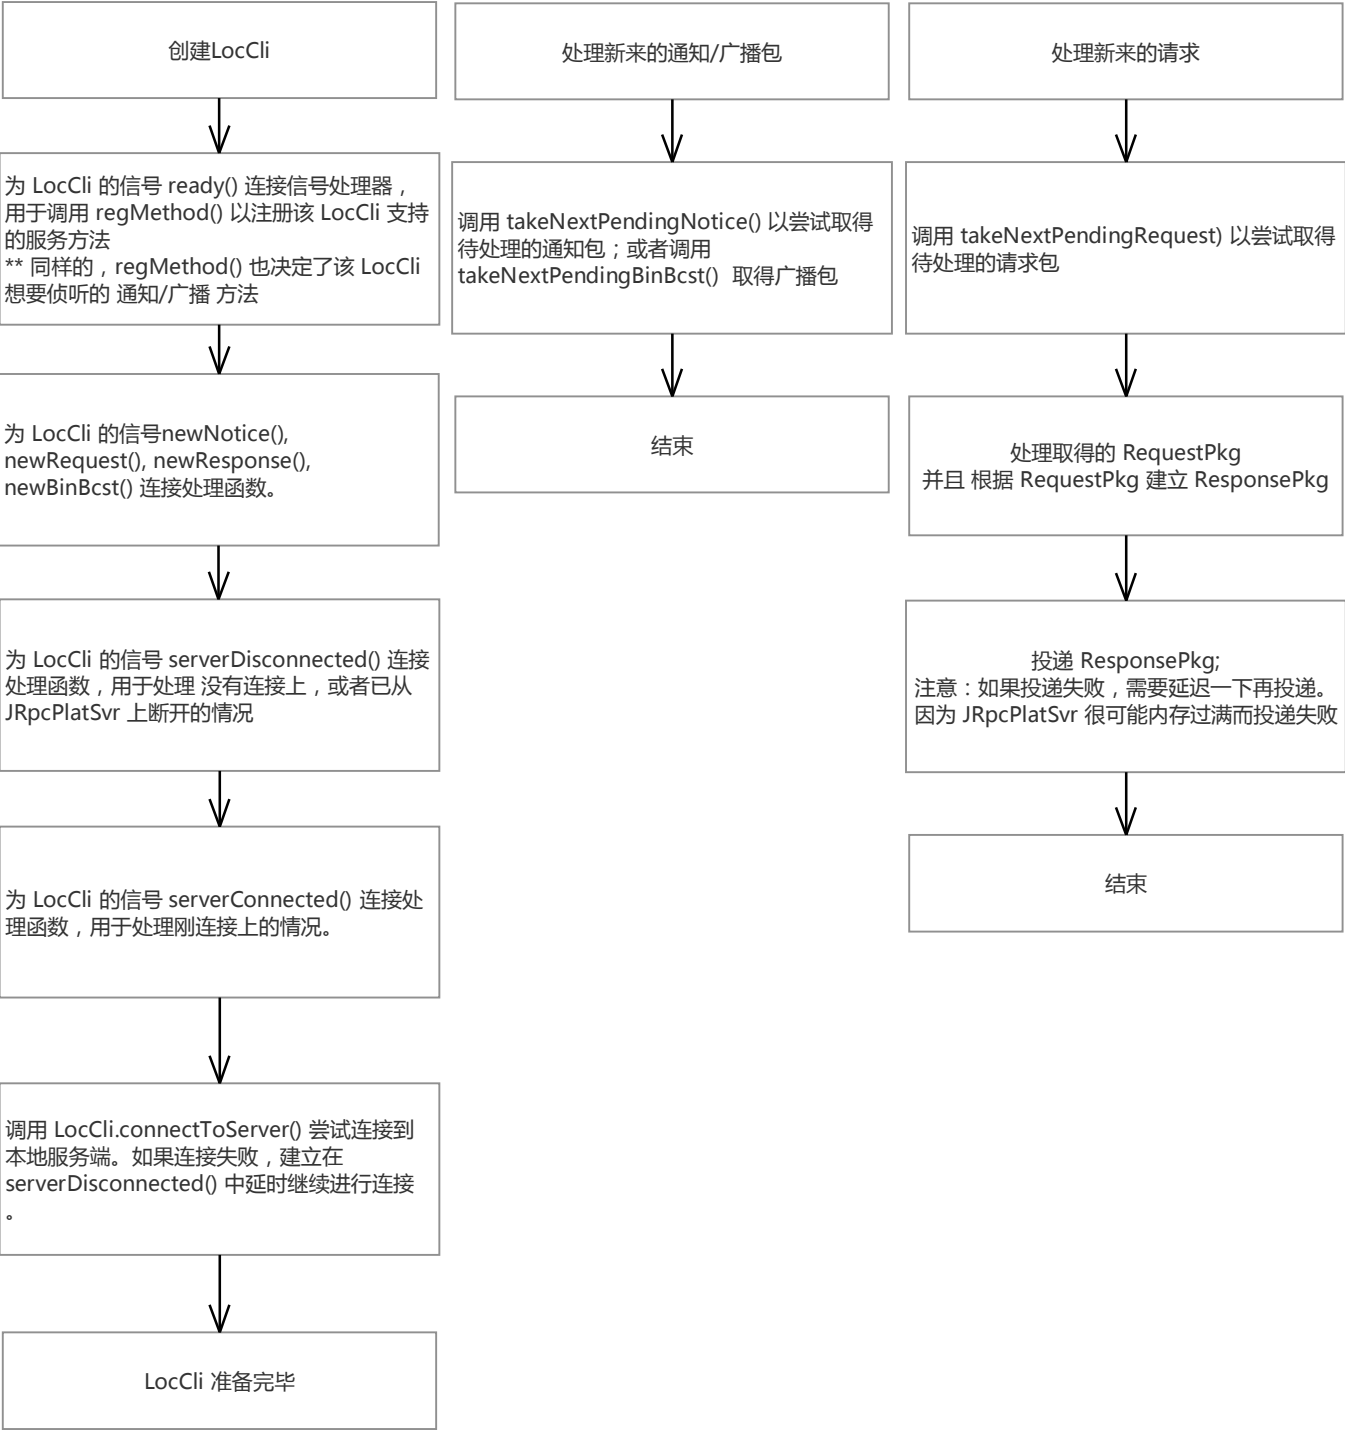 创建LocCli
为 LocCli 的信号 ready() 连接信号处理器，
用于调用 regMethod() 以注册该 LocCli 支持
的服务方法
** 同样的，regMethod() 也决定了该 LocCli
想要侦听的 通知/广播 方法
为 LocCli 的信号newNotice(),
newRequest(), newResponse(),
newBinBcst() 连接处理函数。
为 LocCli 的信号 serverDisconnected() 连接
处理函数，用于处理 没有连接上，或者已从
JRpcPlatSvr 上断开的情况
为 LocCli 的信号 serverConnected() 连接处
理函数，用于处理刚连接上的情况。
调用 LocCli.connectToServer() 尝试连接到
本地服务端。如果连接失败，建立在
serverDisconnected() 中延时继续进行连接
。
LocCli 准备完毕
处理新来的通知/广播包
调用 takeNextPendingNotice() 以尝试取得
待处理的通知包；或者调用
takeNextPendingBinBcst()  取得广播包
结束
处理新来的请求
调用 takeNextPendingRequest) 以尝试取得
待处理的请求包
处理取得的 RequestPkg
并且 根据 RequestPkg 建立 ResponsePkg
投递 ResponsePkg;
注意：如果投递失败，需要延迟一下再投递。
因为 JRpcPlatSvr 很可能内存过满而投递失败
结束